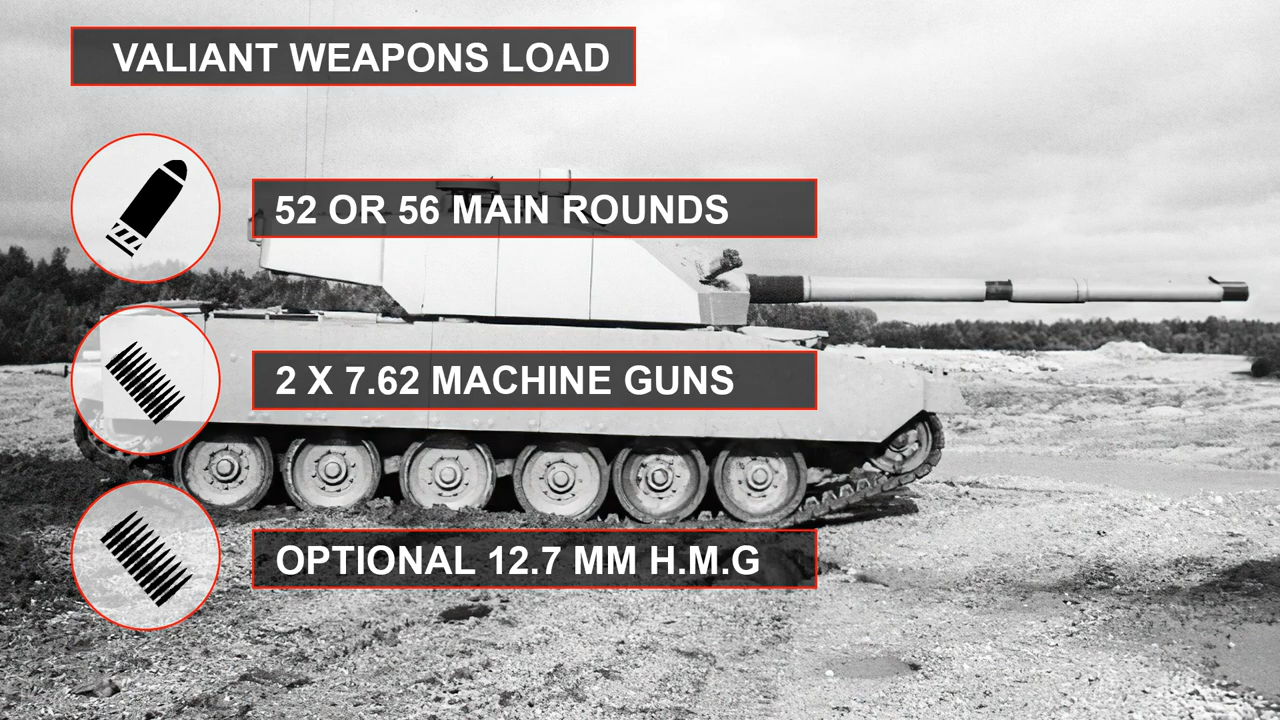 VALIANT WEAPONS LOAD
52 OR 56 MAIN ROUNDS
2 X 7.62 MACHINE GUNS
OPTIONAL 12.7 MM H.M.G